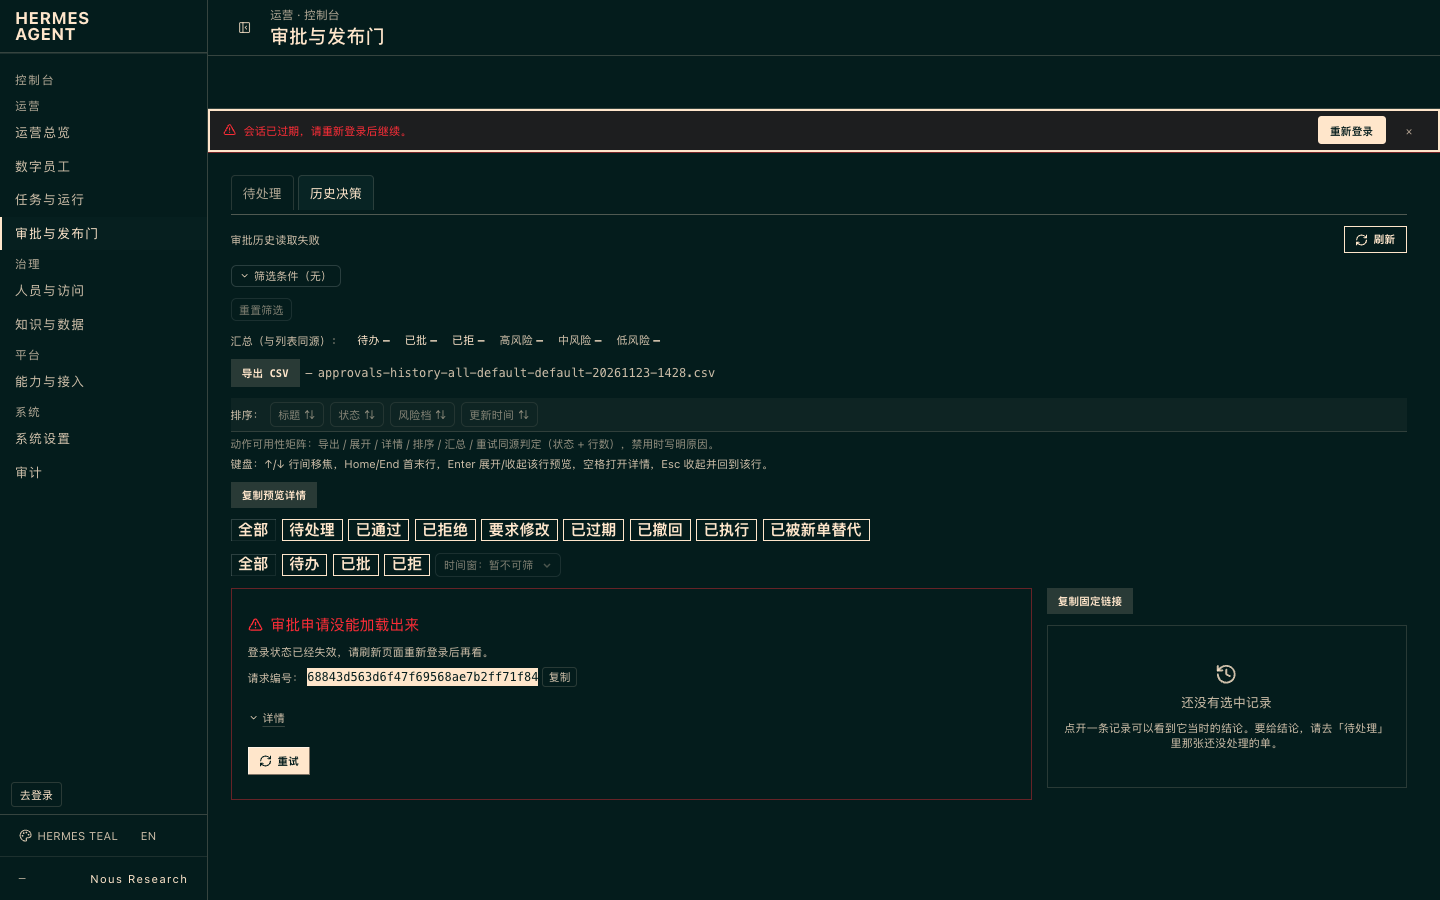 HERMES
AGENT
控制台
运营
运营总览
数字员工
任务与运行
审批与发布门
治理
人员与访问
知识与数据
平台
能力与接入
系统
系统设置
审计
去登录
HERMES TEAL EN
— Nous Research
运营 · 控制台
审批与发布门
会话已过期，请重新登录后继续。 重新登录 ×
待处理 历史决策
审批历史读取失败 刷新
筛选条件（无）
重置筛选
汇总（与列表同源）： 待办 — 已批 — 已拒 — 高风险 — 中风险 — 低风险 —
导出 CSV — approvals-history-all-default-default-20261123-1428.csv
排序： 标题 ⇅ 状态 ⇅ 风险档 ⇅ 更新时间 ⇅
动作可用性矩阵：导出 / 展开 / 详情 / 排序 / 汇总 / 重试同源判定（状态 + 行数），禁用时写明原因。
键盘：↑/↓ 行间移焦，Home/End 首末行，Enter 展开/收起该行预览，空格打开详情，Esc 收起并回到该行。
复制预览详情
全部 待处理 已通过 已拒绝 要求修改 已过期 已撤回 已执行 已被新单替代
全部 待办 已批 已拒 时间窗：暂不可筛
审批申请没能加载出来
登录状态已经失效，请刷新页面重新登录后再看。
请求编号： 68843d563d6f47f69568ae7b2ff71f84 复制
详情
重试
复制固定链接
还没有选中记录
点开一条记录可以看到它当时的结论。要给结论，请去「待处理」
里那张还没处理的单。